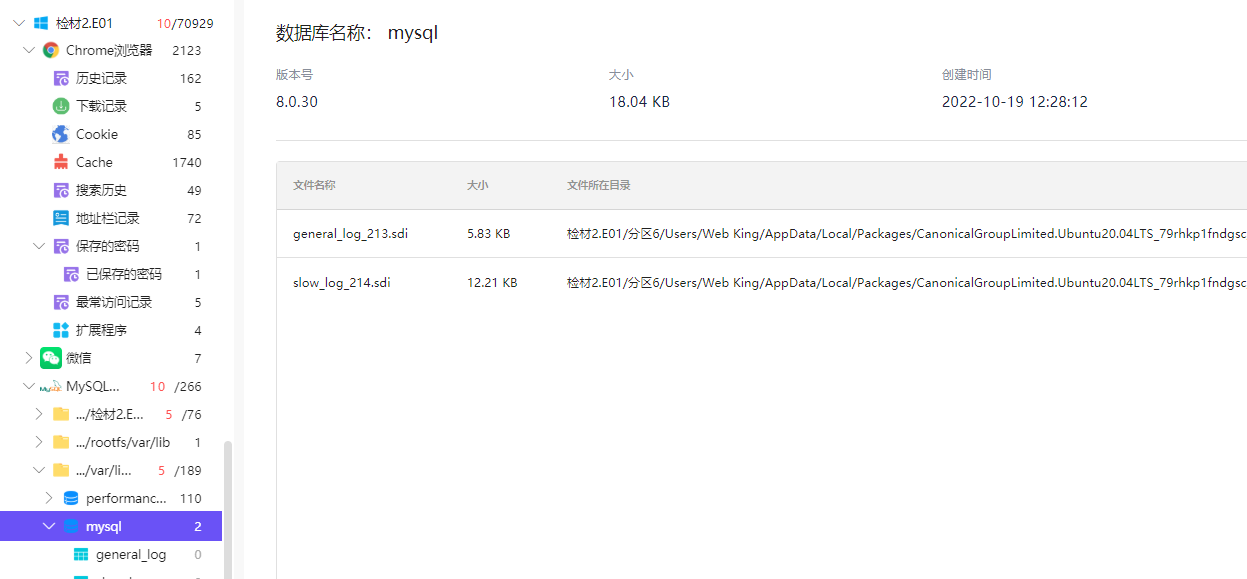 检材2.E01 10/70929
Chrome浏览器 2123
历史记录 162
下载记录 5
Cookie 85
Cache 1740
搜索历史 49
地址栏记录 72
保存的密码 1
已保存的密码 1
最常访问记录 5
扩展程序 4
微信 7
MySQL... 10 /266
.../检材2.E... 5 /76
.../rootfs/var/lib 1
.../var/li... 5 /189
performanc... 110
mysql 2
general_log 0
数据库名称： mysql
版本号 大小 创建时间
8.0.30 18.04 KB 2022-10-19 12:28:12
文件名称 大小 文件所在目录
general_log_213.sdi 5.83 KB 检材2.E01/分区6/Users/Web King/AppData/Local/Packages/CanonicalGroupLimited.Ubuntu20.04LTS_79rhkp1fndgsc
slow_log_214.sdi 12.21 KB 检材2.E01/分区6/Users/Web King/AppData/Local/Packages/CanonicalGroupLimited.Ubuntu20.04LTS_79rhkp1fndgsc